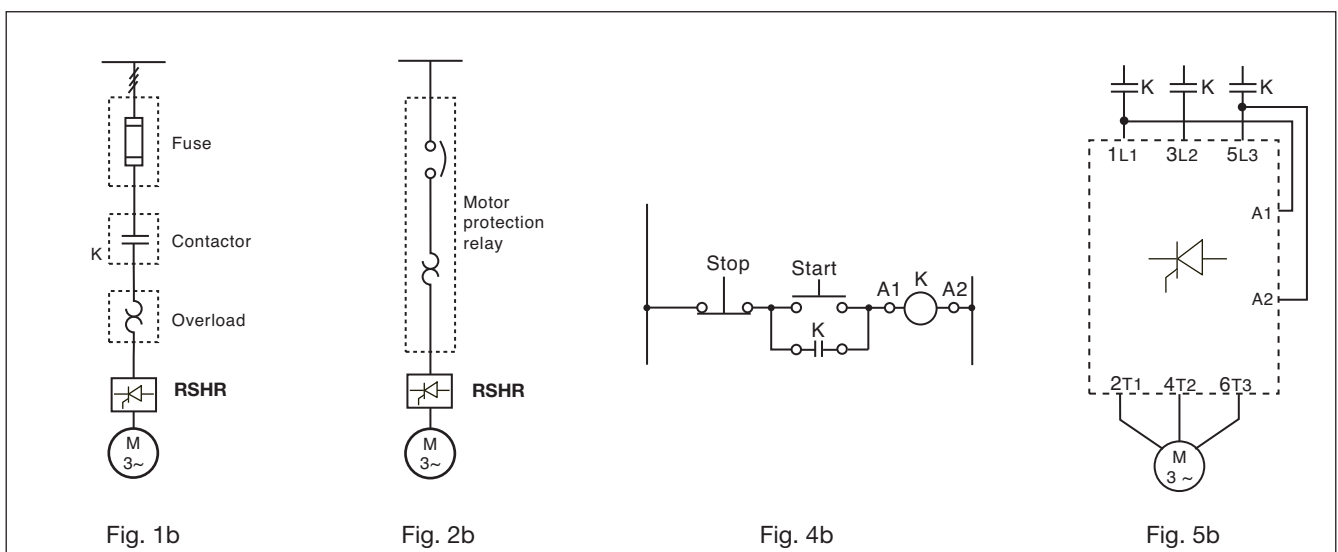 Fuse
Contactor
K
Overload
RSHR
M
3~
Fig. 1b
Motor
protection
relay
RSHR
M
3~
Fig. 2b
Stop
Start
A1 K A2
K
Fig. 4b
K K K
1L1 3L2 5L3
A1
A2
2T1 4T2 6T3
M
3 ~
Fig. 5b